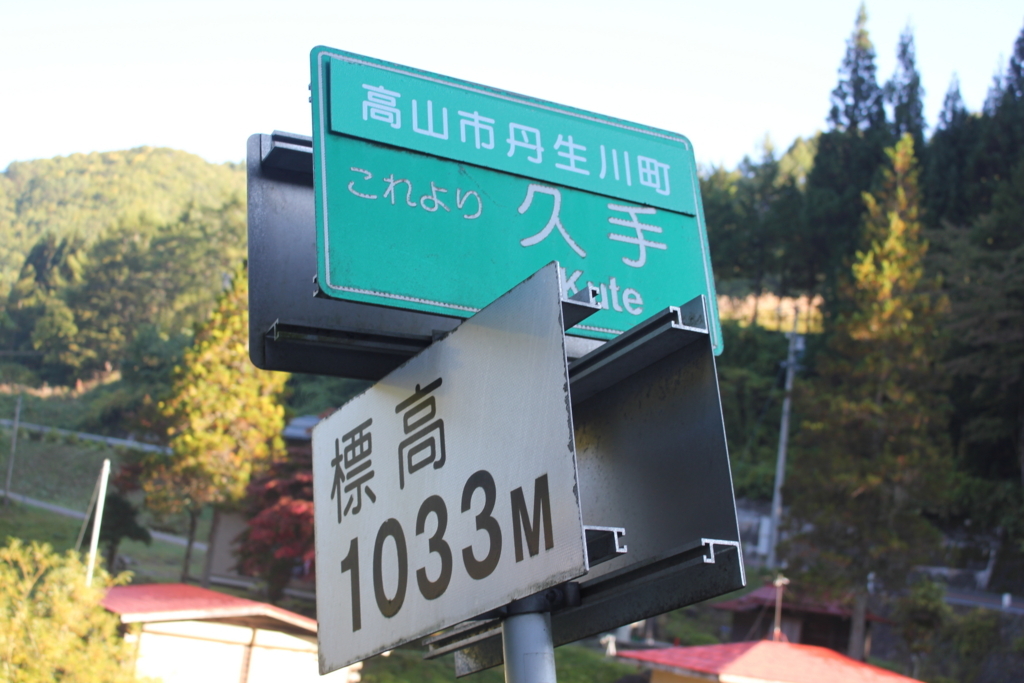 高山市丹生川町
これより 久手
Kute
標高
1033M